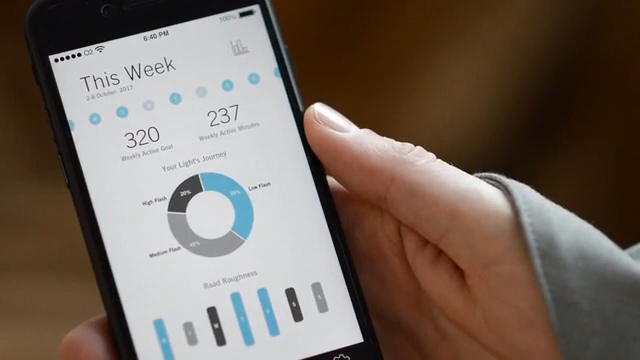 O2
6:40 PM
100%
This Week
2-8 October, 2017
320
Weekly Active Goal
237
Weekly Active Minutes
Your Light's Journey
High Flash
20%
Low Flash
Medium Flash
Road Roughness